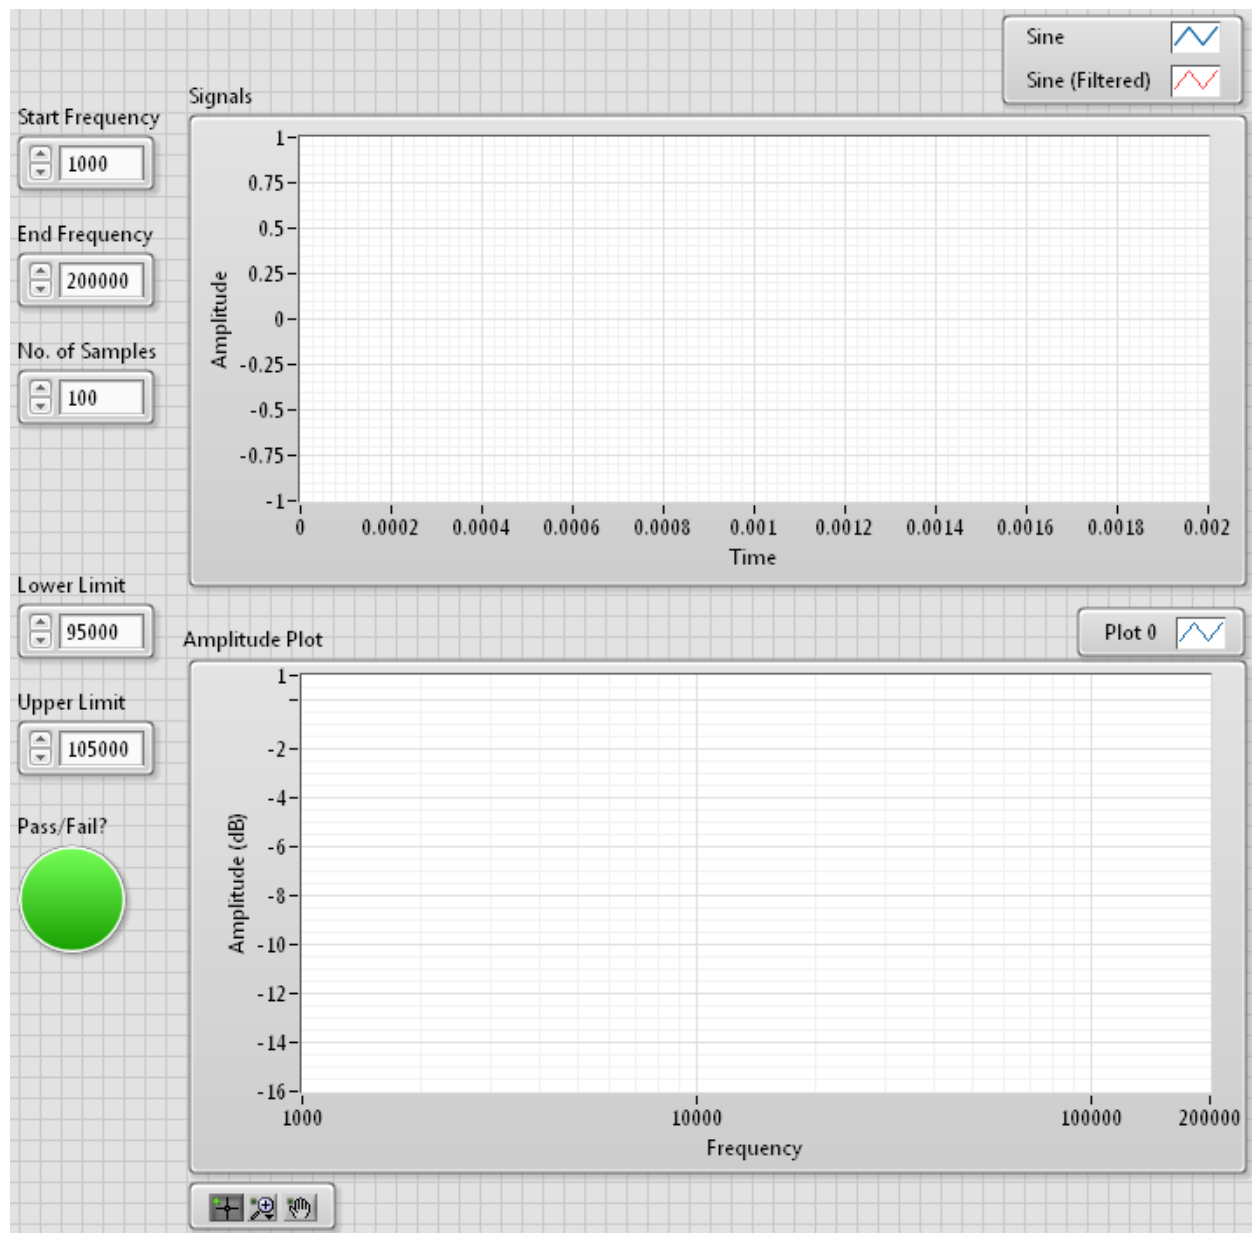 Sine
Sine (Filtered)
Signals
Start Frequency
1000
End Frequency
200000
No. of Samples
100
Amplitude
1
0.75
0.5
0.25
0
-0.25
-0.5
-0.75
-1
0 0.0002 0.0004 0.0006 0.0008 0.001 0.0012 0.0014 0.0016 0.0018 0.002
Time
Lower Limit
95000
Upper Limit
105000
Pass/Fail?
Plot 0
Amplitude Plot
Amplitude (dB)
1
-2
-4
-6
-8
-10
-12
-14
-16
1000 10000 100000 200000
Frequency